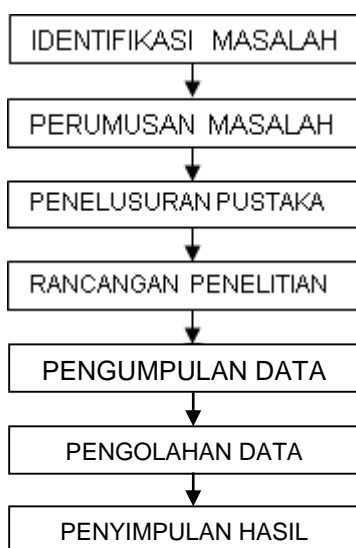 IDENTIFIKASI MASALAH
PERUMUSAN MASALAH
PENELUSURAN PUSTAKA
RANCANGAN PENELITIAN
PENGUMPULAN DATA
PENGOLAHAN DATA
PENYIMPULAN HASIL